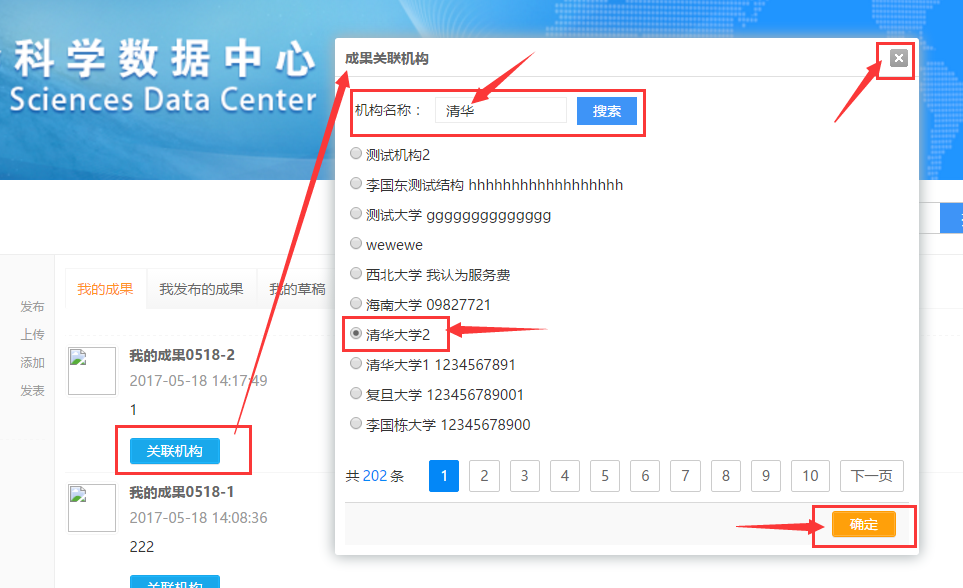 科学数据中心
Sciences Data Center
发布
上传
添加
发表
我的成果
我发布的成果
我的草稿
我的成果0518-2
2017-05-18 14:17:49
1
关联机构
我的成果0518-1
2017-05-18 14:08:36
222
关联机构
成果关联机构
机构名称： 清华 搜索
测试机构2
李国东测试结构 hhhhhhhhhhhhhhhhhh
测试大学 gggggggggggggg
wewewe
西北大学 我认为服务费
海南大学 09827721
清华大学2
清华大学1 1234567891
复旦大学 123456789001
李国栋大学 12345678900
共 202 条 1 2 3 4 5 6 7 8 9 10 下一页
确定